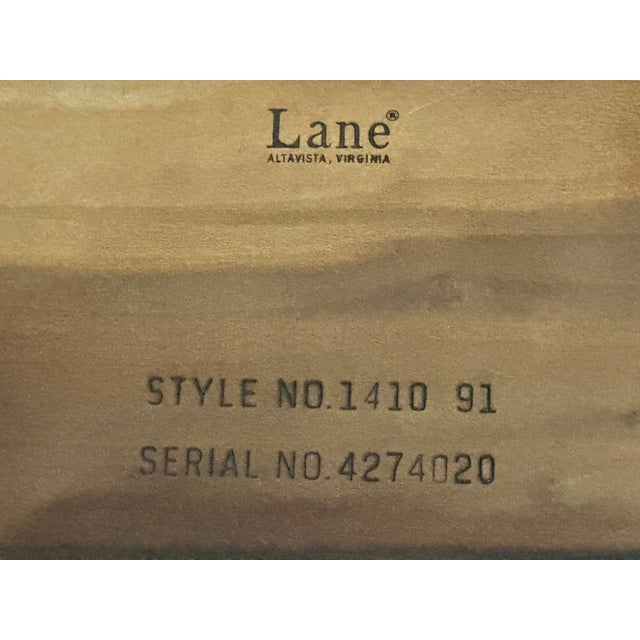 Lane®
ALTAVISTA, VIRGINIA
STYLE NO.1410 91
SERIAL NO.4274020